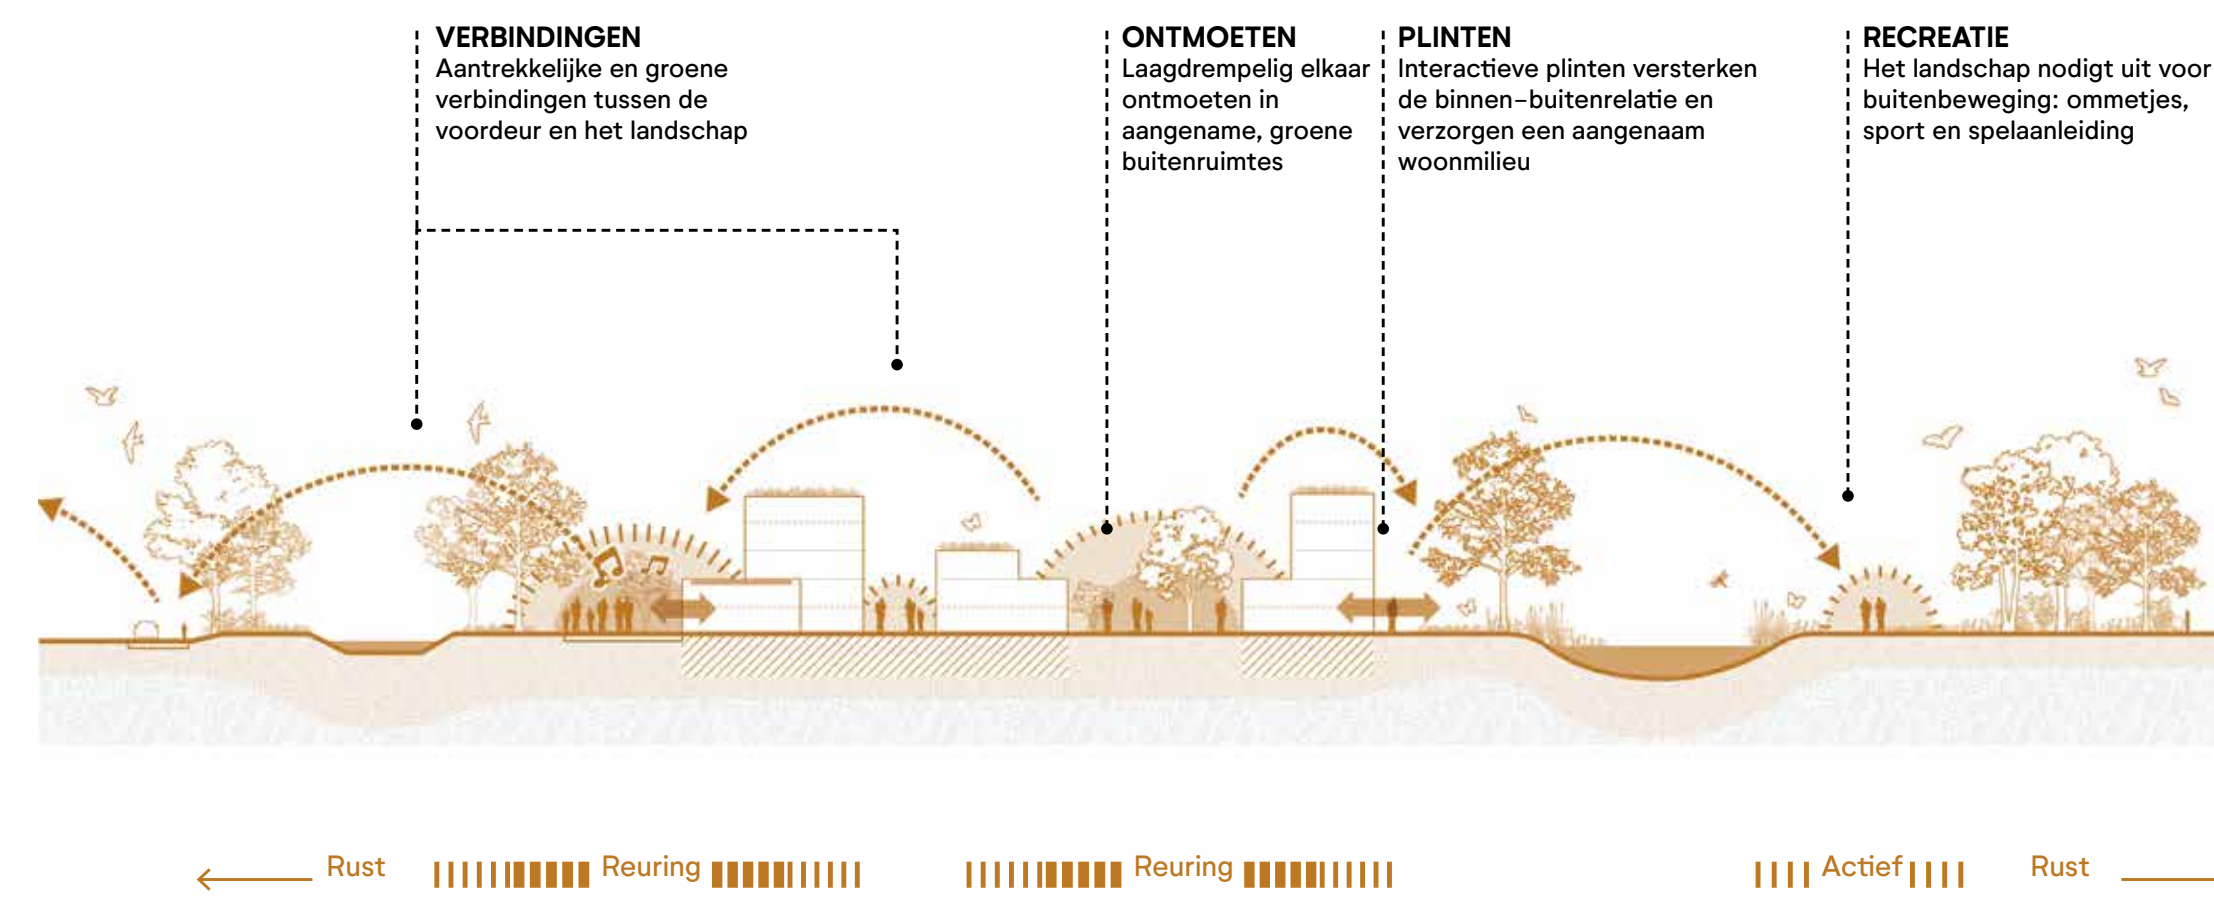 VERBINDINGEN
Aantrekkelijke en groene
verbindingen tussen de
voordeur en het landschap
ONTMOETEN
Laagdrempelig elkaar
ontmoeten in
aangename, groene
buitenruimtes
PLINTEN
Interactieve plinten versterken
de binnen-buitenrelatie en
verzorgen een aangenaam
woonmilieu
RECREATIE
Het landschap nodigt uit voor
buitenbeweging: ommetjes,
sport en spelaanleiding
Rust
Reuring
Reuring
Actief
Rust